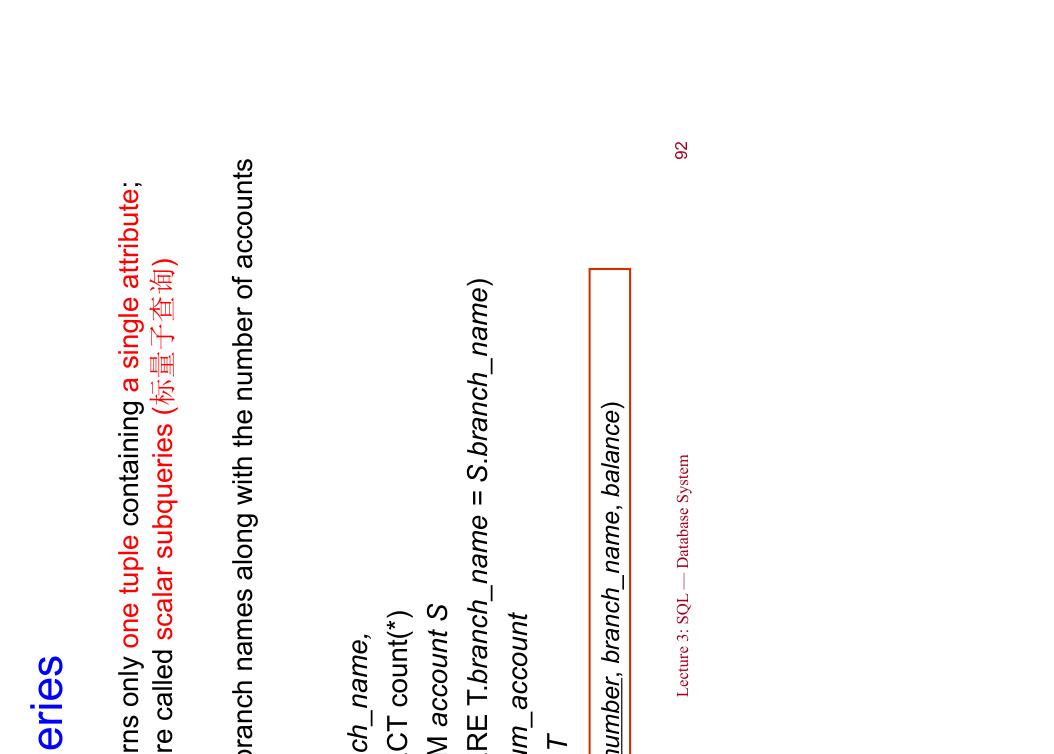 eries
rns only one tuple containing a single attribute;
re called scalar subqueries (标量子查询)
branch names along with the number of accounts
ch_name,
CT count(*)
M account S
RE T.branch_name = S.branch_name)
um_account
T
number, branch_name, balance)
Lecture 3: SQL — Database System
92